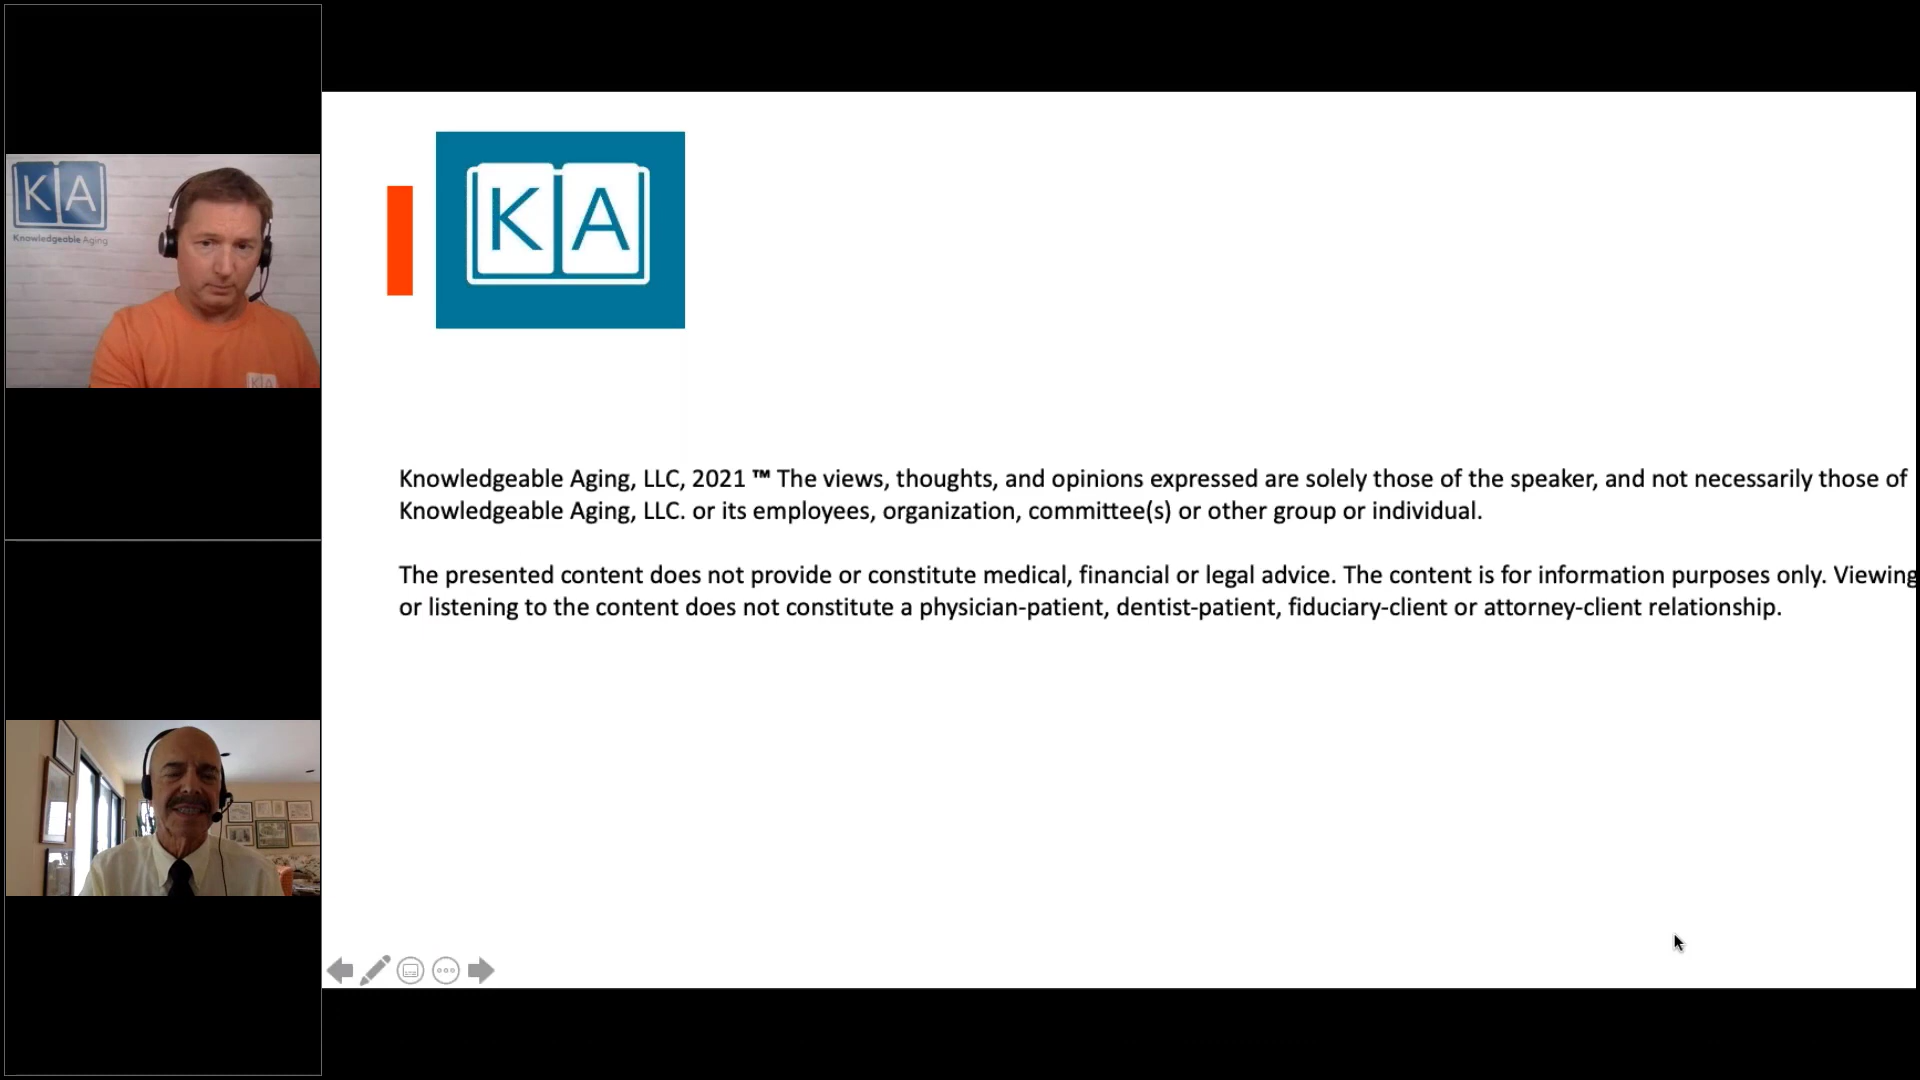 K A
Knowledgeable Aging
K A
K A
Knowledgeable Aging, LLC, 2021 ™ The views, thoughts, and opinions expressed are solely those of the speaker, and not necessarily those of
Knowledgeable Aging, LLC. or its employees, organization, committee(s) or other group or individual.
The presented content does not provide or constitute medical, financial or legal advice. The content is for information purposes only. Viewing
or listening to the content does not constitute a physician-patient, dentist-patient, fiduciary-client or attorney-client relationship.